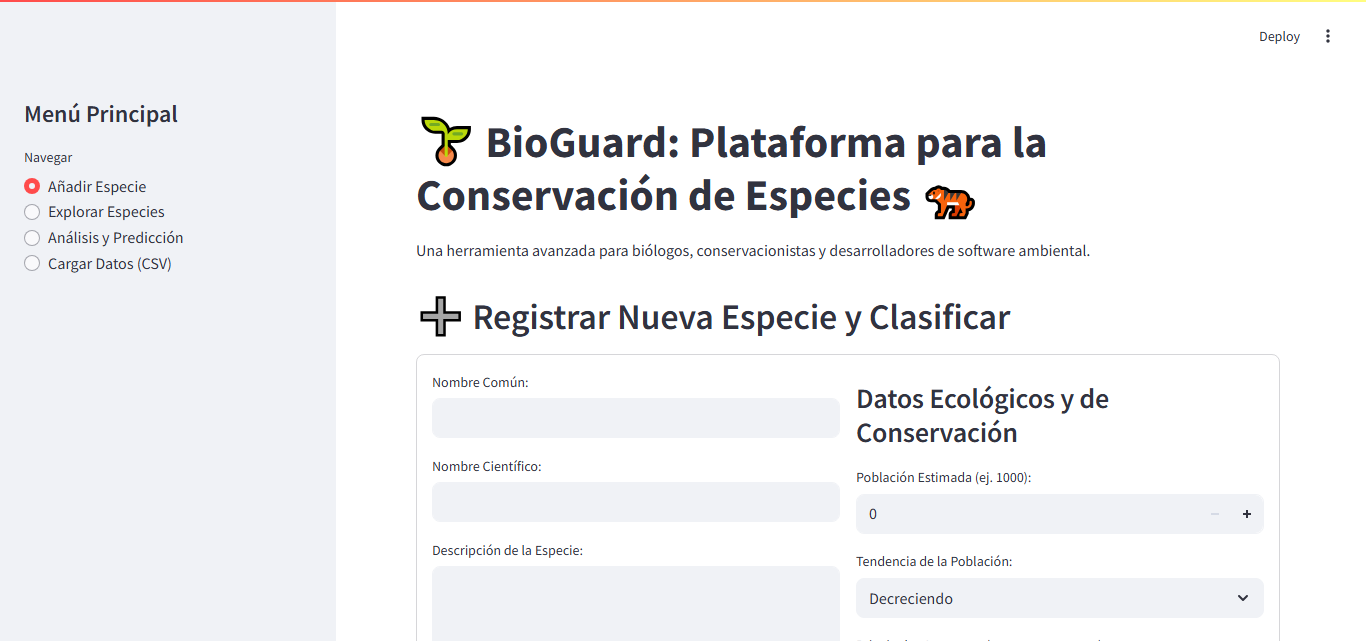 Deploy
Menú Principal
Navegar
Añadir Especie
Explorar Especies
Análisis y Predicción
Cargar Datos (CSV)
BioGuard: Plataforma para la
Conservación de Especies
Una herramienta avanzada para biólogos, conservacionistas y desarrolladores de software ambiental.
Registrar Nueva Especie y Clasificar
Nombre Común:
Nombre Científico:
Descripción de la Especie:
Datos Ecológicos y de
Conservación
Población Estimada (ej. 1000):
0
Tendencia de la Población:
Decreciendo